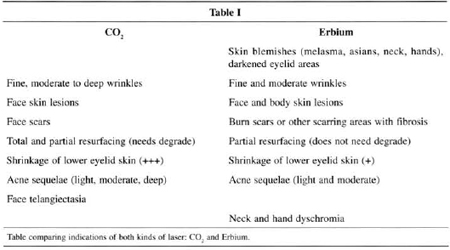 Table I
CO2 Erbium
Skin blemishes (melasma, asians, neck, hands),
darkened eyelid areas
Fine, moderate to deep wrinkles Fine and moderate wrinkles
Face skin lesions Face and body skin lesions
Face scars Burn scars or other scarring areas with fibrosis
Total and partial resurfacing (needs degrade) Partial resurfacing (does not need degrade)
Shrinkage of lower eyelid skin (+++) Shrinkage of lower eyelid skin (+)
Acne sequelae (light, moderate, deep) Acne sequelae (light and moderate)
Face telangiectasia
Neck and hand dyschromia
Table comparing indications of both kinds of laser: CO2 and Erbium.